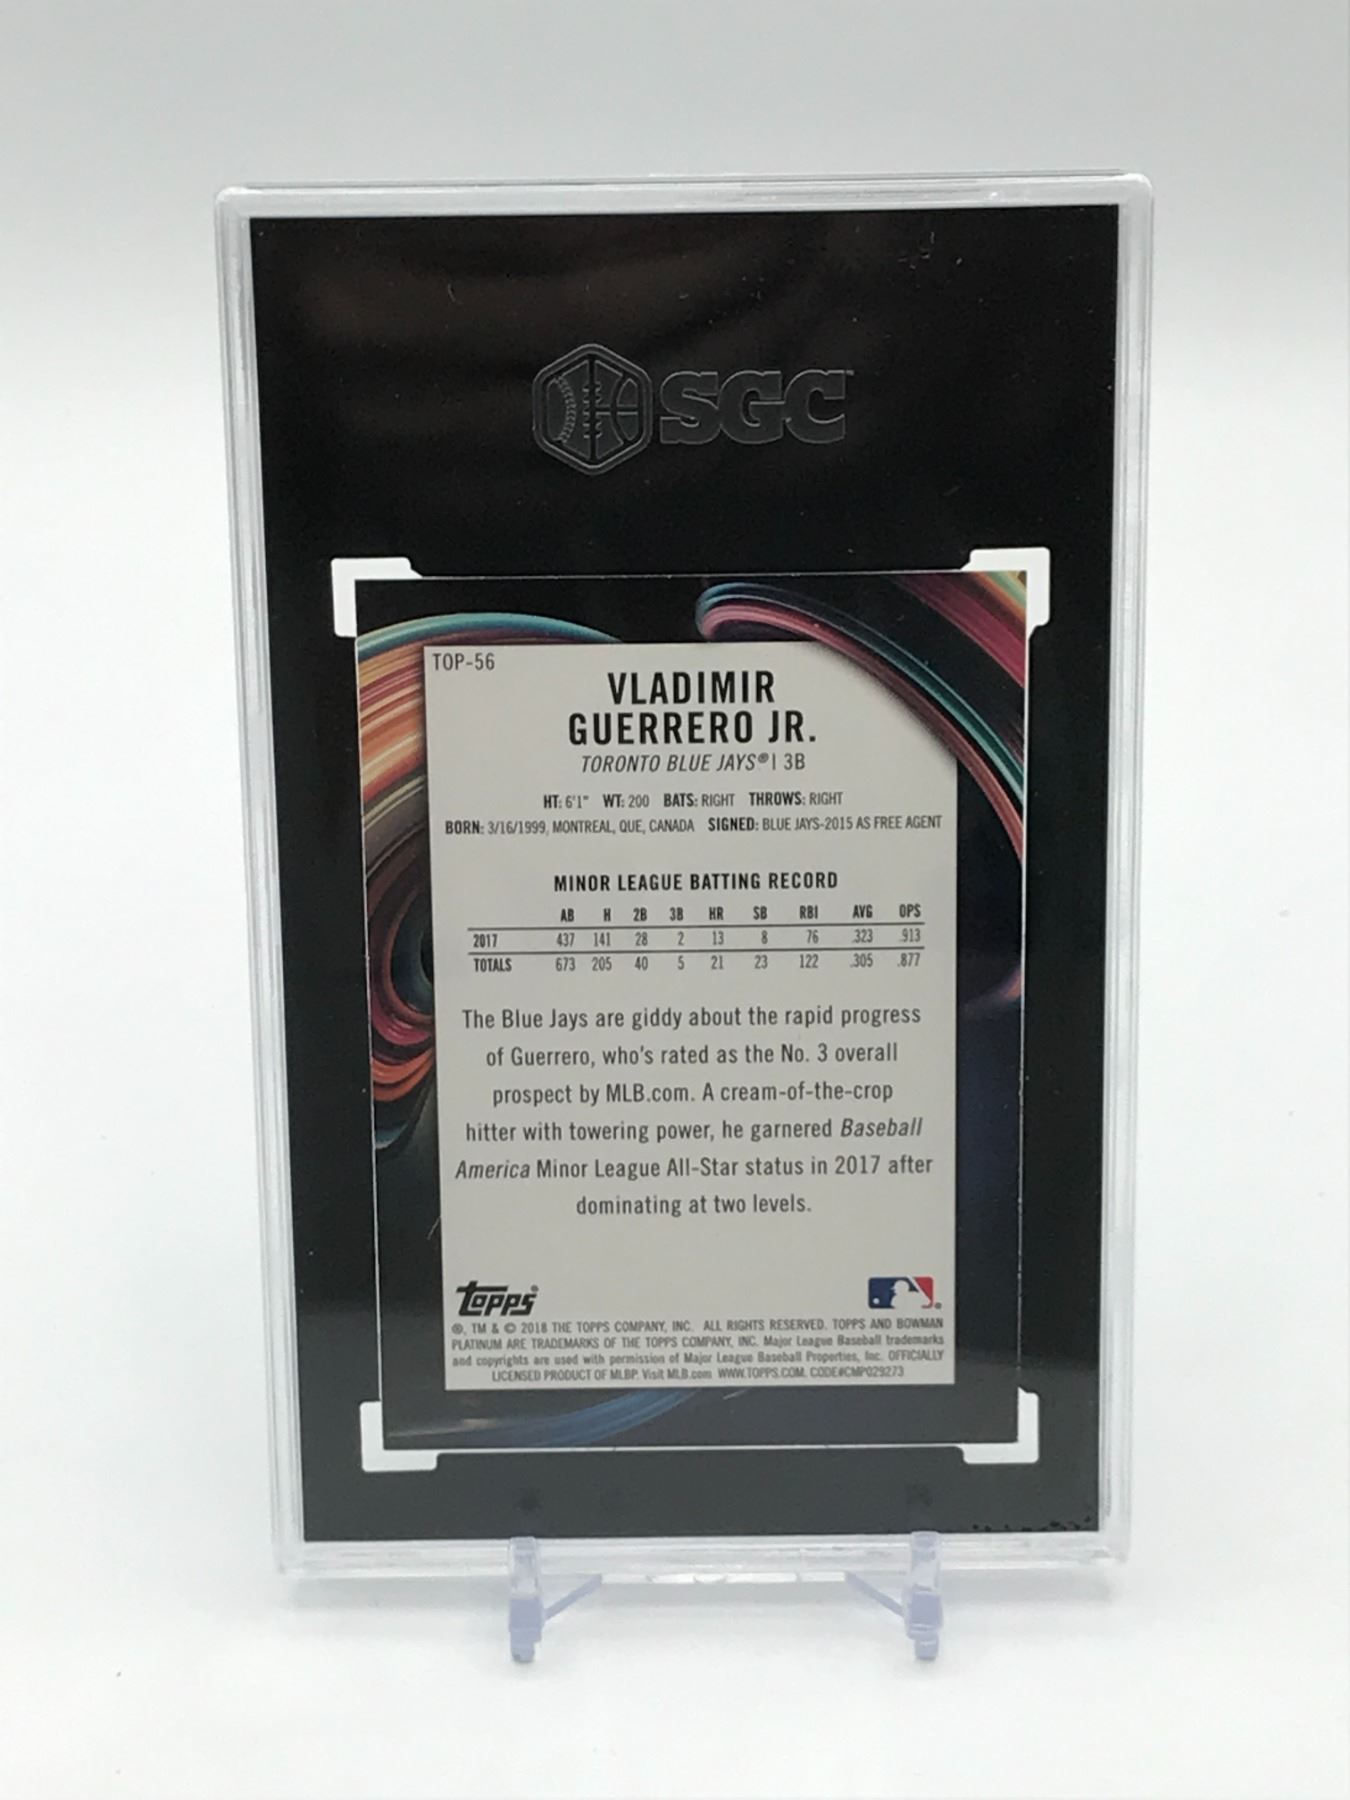 SGC
TOP-56
VLADIMIR
GUERRERO JR.
TORONTO BLUE JAYS® | 3B
HT: 6'1" WT: 200 BATS: RIGHT THROWS: RIGHT
BORN: 3/16/1999, MONTREAL, QUE, CANADA SIGNED: BLUE JAYS-2015 AS FREE AGENT
MINOR LEAGUE BATTING RECORD
AB H 2B 3B HR SB RBI AVG OPS
2017 437 141 28 2 13 8 76 .323 .913
TOTALS 673 205 40 5 21 23 122 .305 .877
The Blue Jays are giddy about the rapid progress
of Guerrero, who's rated as the No. 3 overall
prospect by MLB.com. A cream-of-the-crop
hitter with towering power, he garnered Baseball
America Minor League All-Star status in 2017 after
dominating at two levels.
Topps®
®, TM & © 2018 THE TOPPS COMPANY, INC. ALL RIGHTS RESERVED. TOPPS AND BOWMAN
PLATINUM ARE TRADEMARKS OF THE TOPPS COMPANY, INC. Major League Baseball trademarks
and copyrights are used with permission of Major League Baseball Properties, Inc. OFFICIALLY
LICENSED PRODUCT OF MLBP. Visit MLB.com WWW.TOPPS.COM. CODE#CMP029273